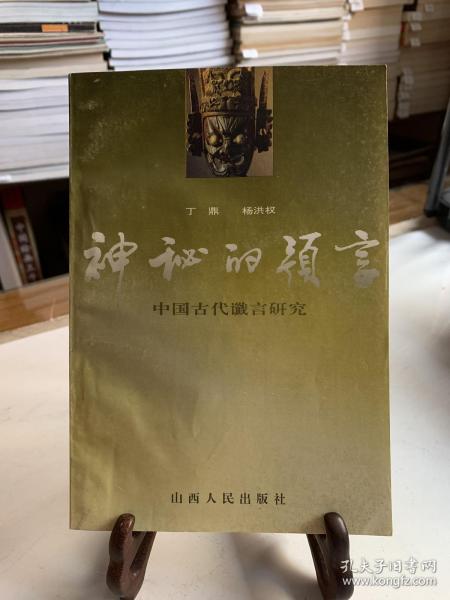 丁鼎 杨洪权
神秘的预言
中国古代谶言研究
山西人民出版社
孔夫子旧书网
www.kongfz.com